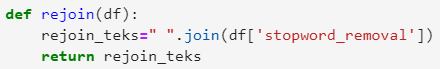 def rejoin(df):
    rejoin_teks=" ".join(df['stopword_removal'])
    return rejoin_teks